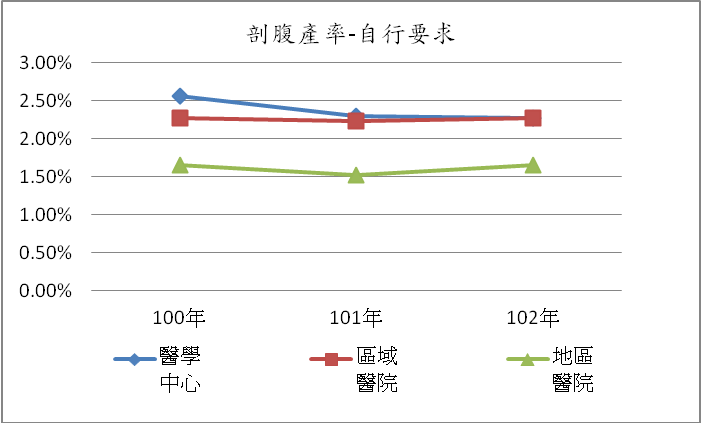 剖腹產率-自行要求
3.00%
2.50%
2.00%
1.50%
1.00%
0.50%
0.00%
100年
101年
102年
醫學
中心
區域
醫院
地區
醫院